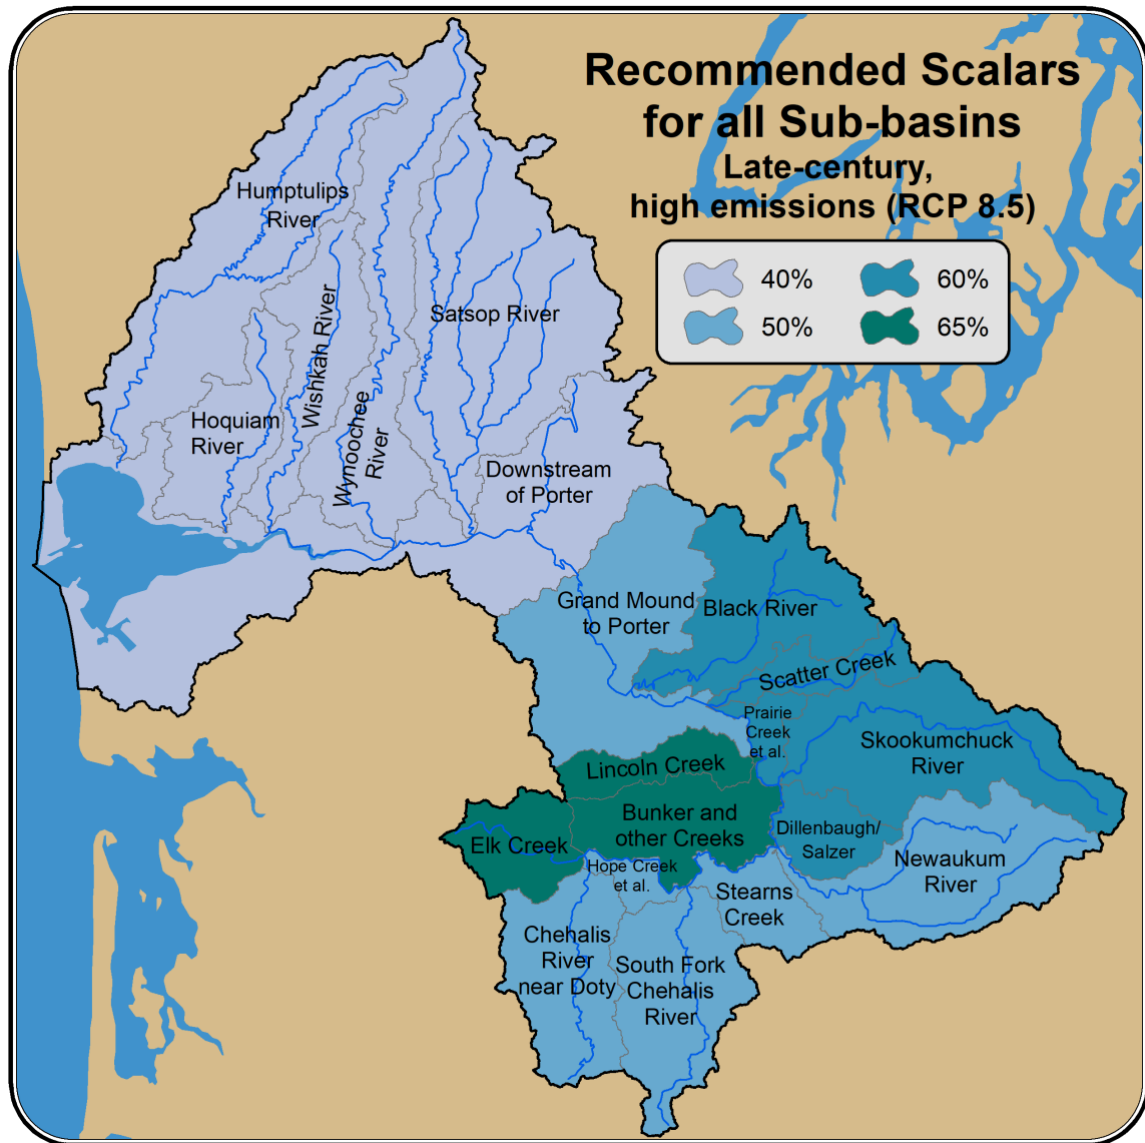 Recommended Scalars
for all Sub-basins
Late-century,
high emissions (RCP 8.5)
40%
60%
50%
65%
Humptulips
River
Wishkah River
Satsop River
Hoquiam
River
Wynoochee
River
Downstream
of Porter
Grand Mound
to Porter
Black River
Scatter Creek
Prairie
Creek
et al.
Skookumchuck
River
Lincoln Creek
Bunker and
other Creeks
Elk Creek
Dillenbaugh/
Salzer
Hope Creek
et al.
Newaukum
River
Stearns
Creek
Chehalis
River
near Doty
South Fork
Chehalis
River